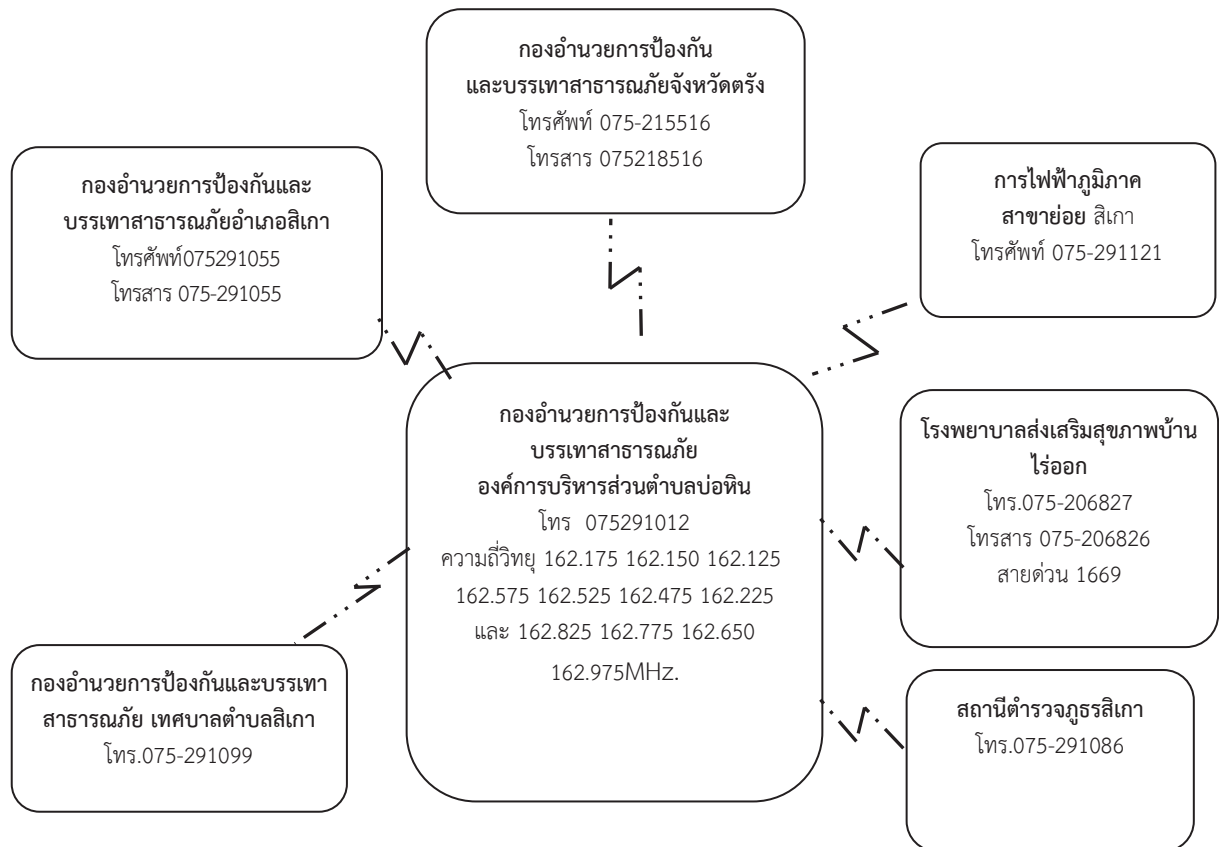 กองอำนวยการป้องกัน
และบรรเทาสาธารณภัยจังหวัดตรัง
โทรศัพท์ 075-215516
โทรสาร 075218516
กองอำนวยการป้องกันและ
บรรเทาสาธารณภัยอำเภอสิเกา
โทรศัพท์075291055
โทรสาร 075-291055
การไฟฟ้าภูมิภาค
สาขาย่อย สิเกา
โทรศัพท์ 075-291121
กองอำนวยการป้องกันและ
บรรเทาสาธารณภัย
องค์การบริหารส่วนตำบลบ่อหิน
โทร 075291012
ความถี่วิทยุ 162.175 162.150 162.125
162.575 162.525 162.475 162.225
และ 162.825 162.775 162.650
162.975MHz.
โรงพยาบาลส่งเสริมสุขภาพบ้าน
ไร่ออก
โทร.075-206827
โทรสาร 075-206826
สายด่วน 1669
กองอำนวยการป้องกันและบรรเทา
สาธารณภัย เทศบาลตำบลสิเกา
โทร.075-291099
สถานีตำรวจภูธรสิเกา
โทร.075-291086